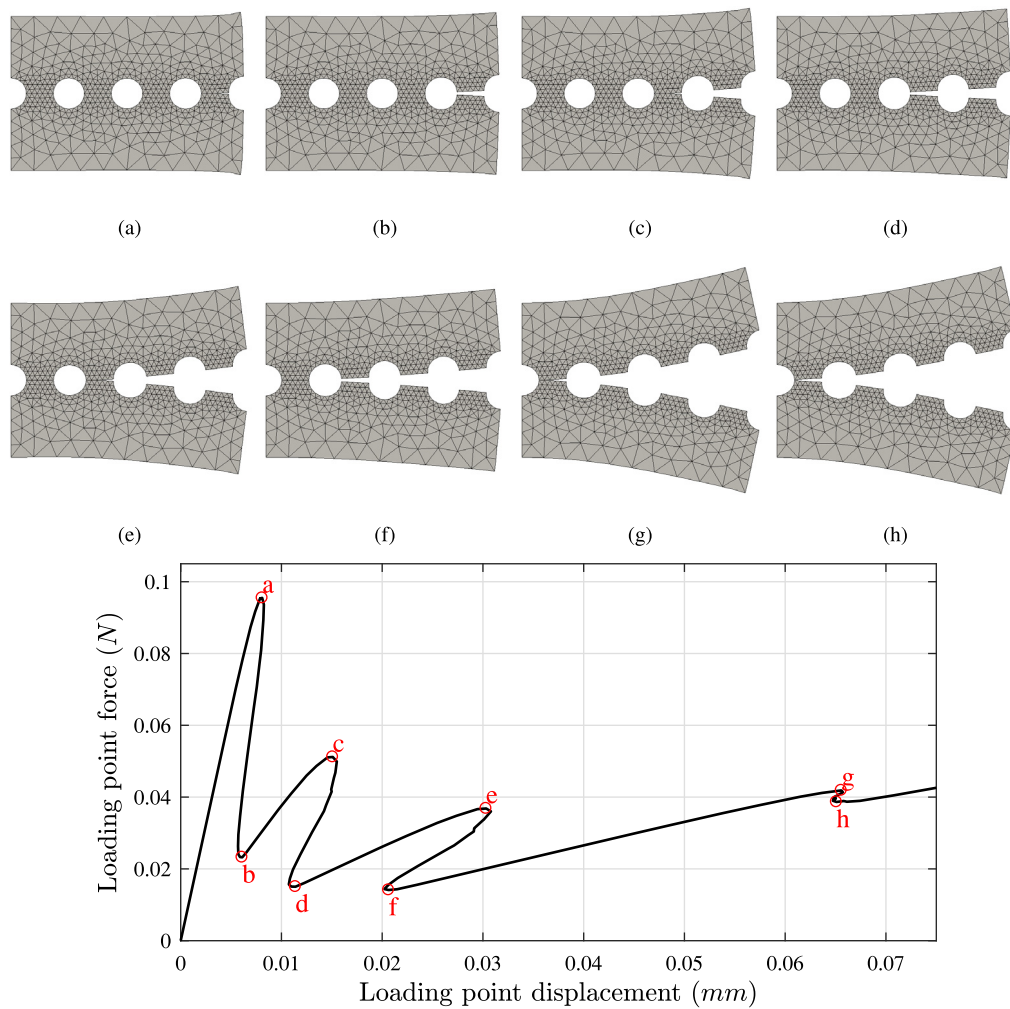 (a) (b) (c) (d)
(e) (f) (g) (h)
Loading point force (N)
0.1
0.08
0.06
0.04
0.02
0
a
b
c
d
e
f
g
h
0 0.01 0.02 0.03 0.04 0.05 0.06 0.07
Loading point displacement (mm)